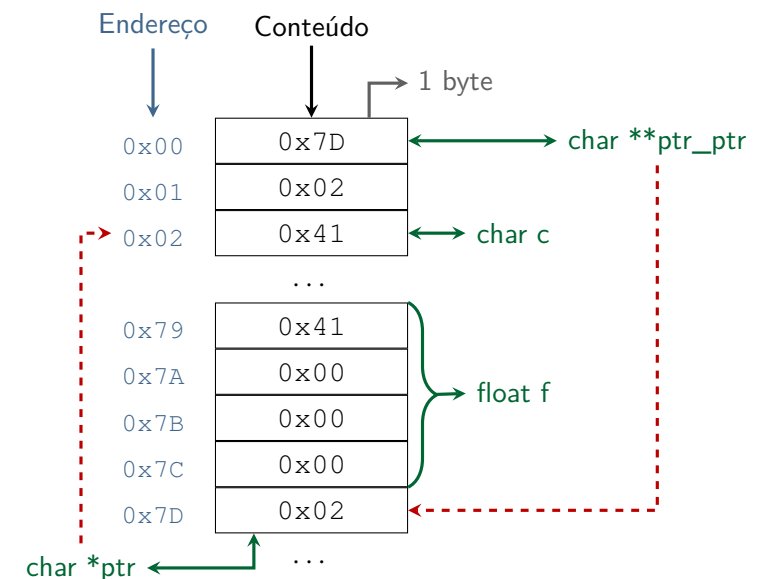 Endereço Conteúdo
1 byte
0x00 0x7D char **ptr_ptr
0x01 0x02
0x02 0x41 char c
...
0x79 0x41
0x7A 0x00
0x7B 0x00 float f
0x7C 0x00
0x7D 0x02
char *ptr ...